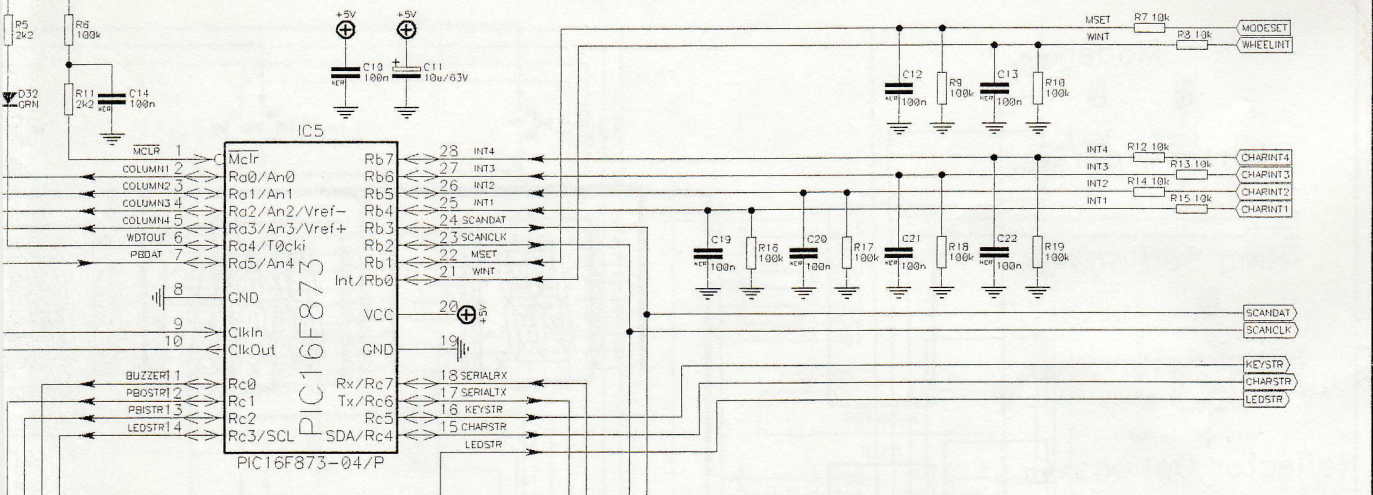 R5
2k2
R6
100k
+5V
+5V
C10
100n
KER
+
C11
10u/63V
D32
GRN
R11
2k2
C14
100n
KER
MSET
R7 10k
MODESET
WINT
R8 10k
WHEELINT
C12
KER
100n
R9
100k
C13
KER
100n
R10
100k
IC5
MCLR 1
Mclr
COLUMN1 2
Ra0/An0
COLUMN2 3
Ra1/An1
COLUMN3 4
Ra2/An2/Vref-
COLUMN4 5
Ra3/An3/Vref+
WDTOUT 6
Ra4/T0cki
PBDAT 7
Ra5/An4
8
GND
9
ClkIn
10
ClkOut
BUZZER 11
Rc0
PBOSTR 12
Rc1
PBISTR 13
Rc2
LEDSTR 14
Rc3/SCL
PIC16F873
Rb7
28 INT4
Rb6
27 INT3
Rb5
26 INT2
Rb4
25 INT1
Rb3
24 SCANDAT
Rb2
23 SCANCLK
Rb1
22 MSET
Int/Rb0
21 WINT
VCC
20
+5V
GND
19
Rx/Rc7
18 SERIALRX
Tx/Rc6
17 SERIALTX
Rc5
16 KEYSTR
SDA/Rc4
15 CHARSTR
LEDSTR
PIC16F873-04/P
INT4
R12 10k
CHARINT4
INT3
R13 10k
CHARINT3
INT2
R14 10k
CHARINT2
INT1
R15 10k
CHARINT1
C19
KER
100n
R16
100k
C20
KER
100n
R17
100k
C21
KER
100n
R18
100k
C22
KER
100n
R19
100k
SCANDAT
SCANCLK
KEYSTR
CHARSTR
LEDSTR